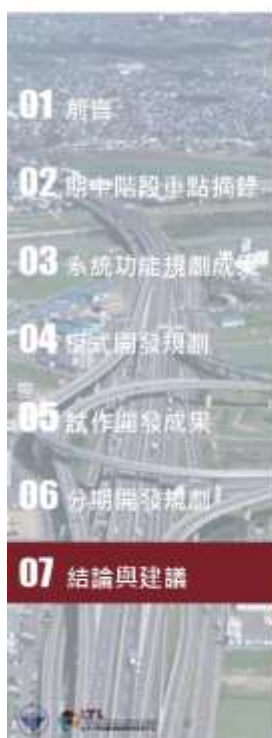 01 前言
02 期中階段重點摘錄
03 系統功能規劃成果
04 程式開發規劃
05 試作開發成果
06 分期開發規劃
07 結論與建議